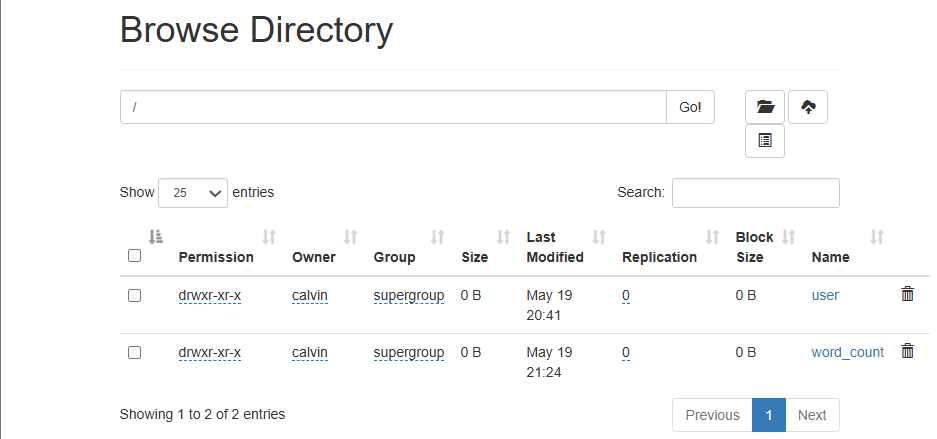 Browse Directory
/ Go!
Show 25 entries Search:
Permission Owner Group Size Last Modified Replication Block Size Name
drwxr-xr-x calvin supergroup 0 B May 19 20:41 0 0 B user
drwxr-xr-x calvin supergroup 0 B May 19 21:24 0 0 B word_count
Showing 1 to 2 of 2 entries Previous 1 Next